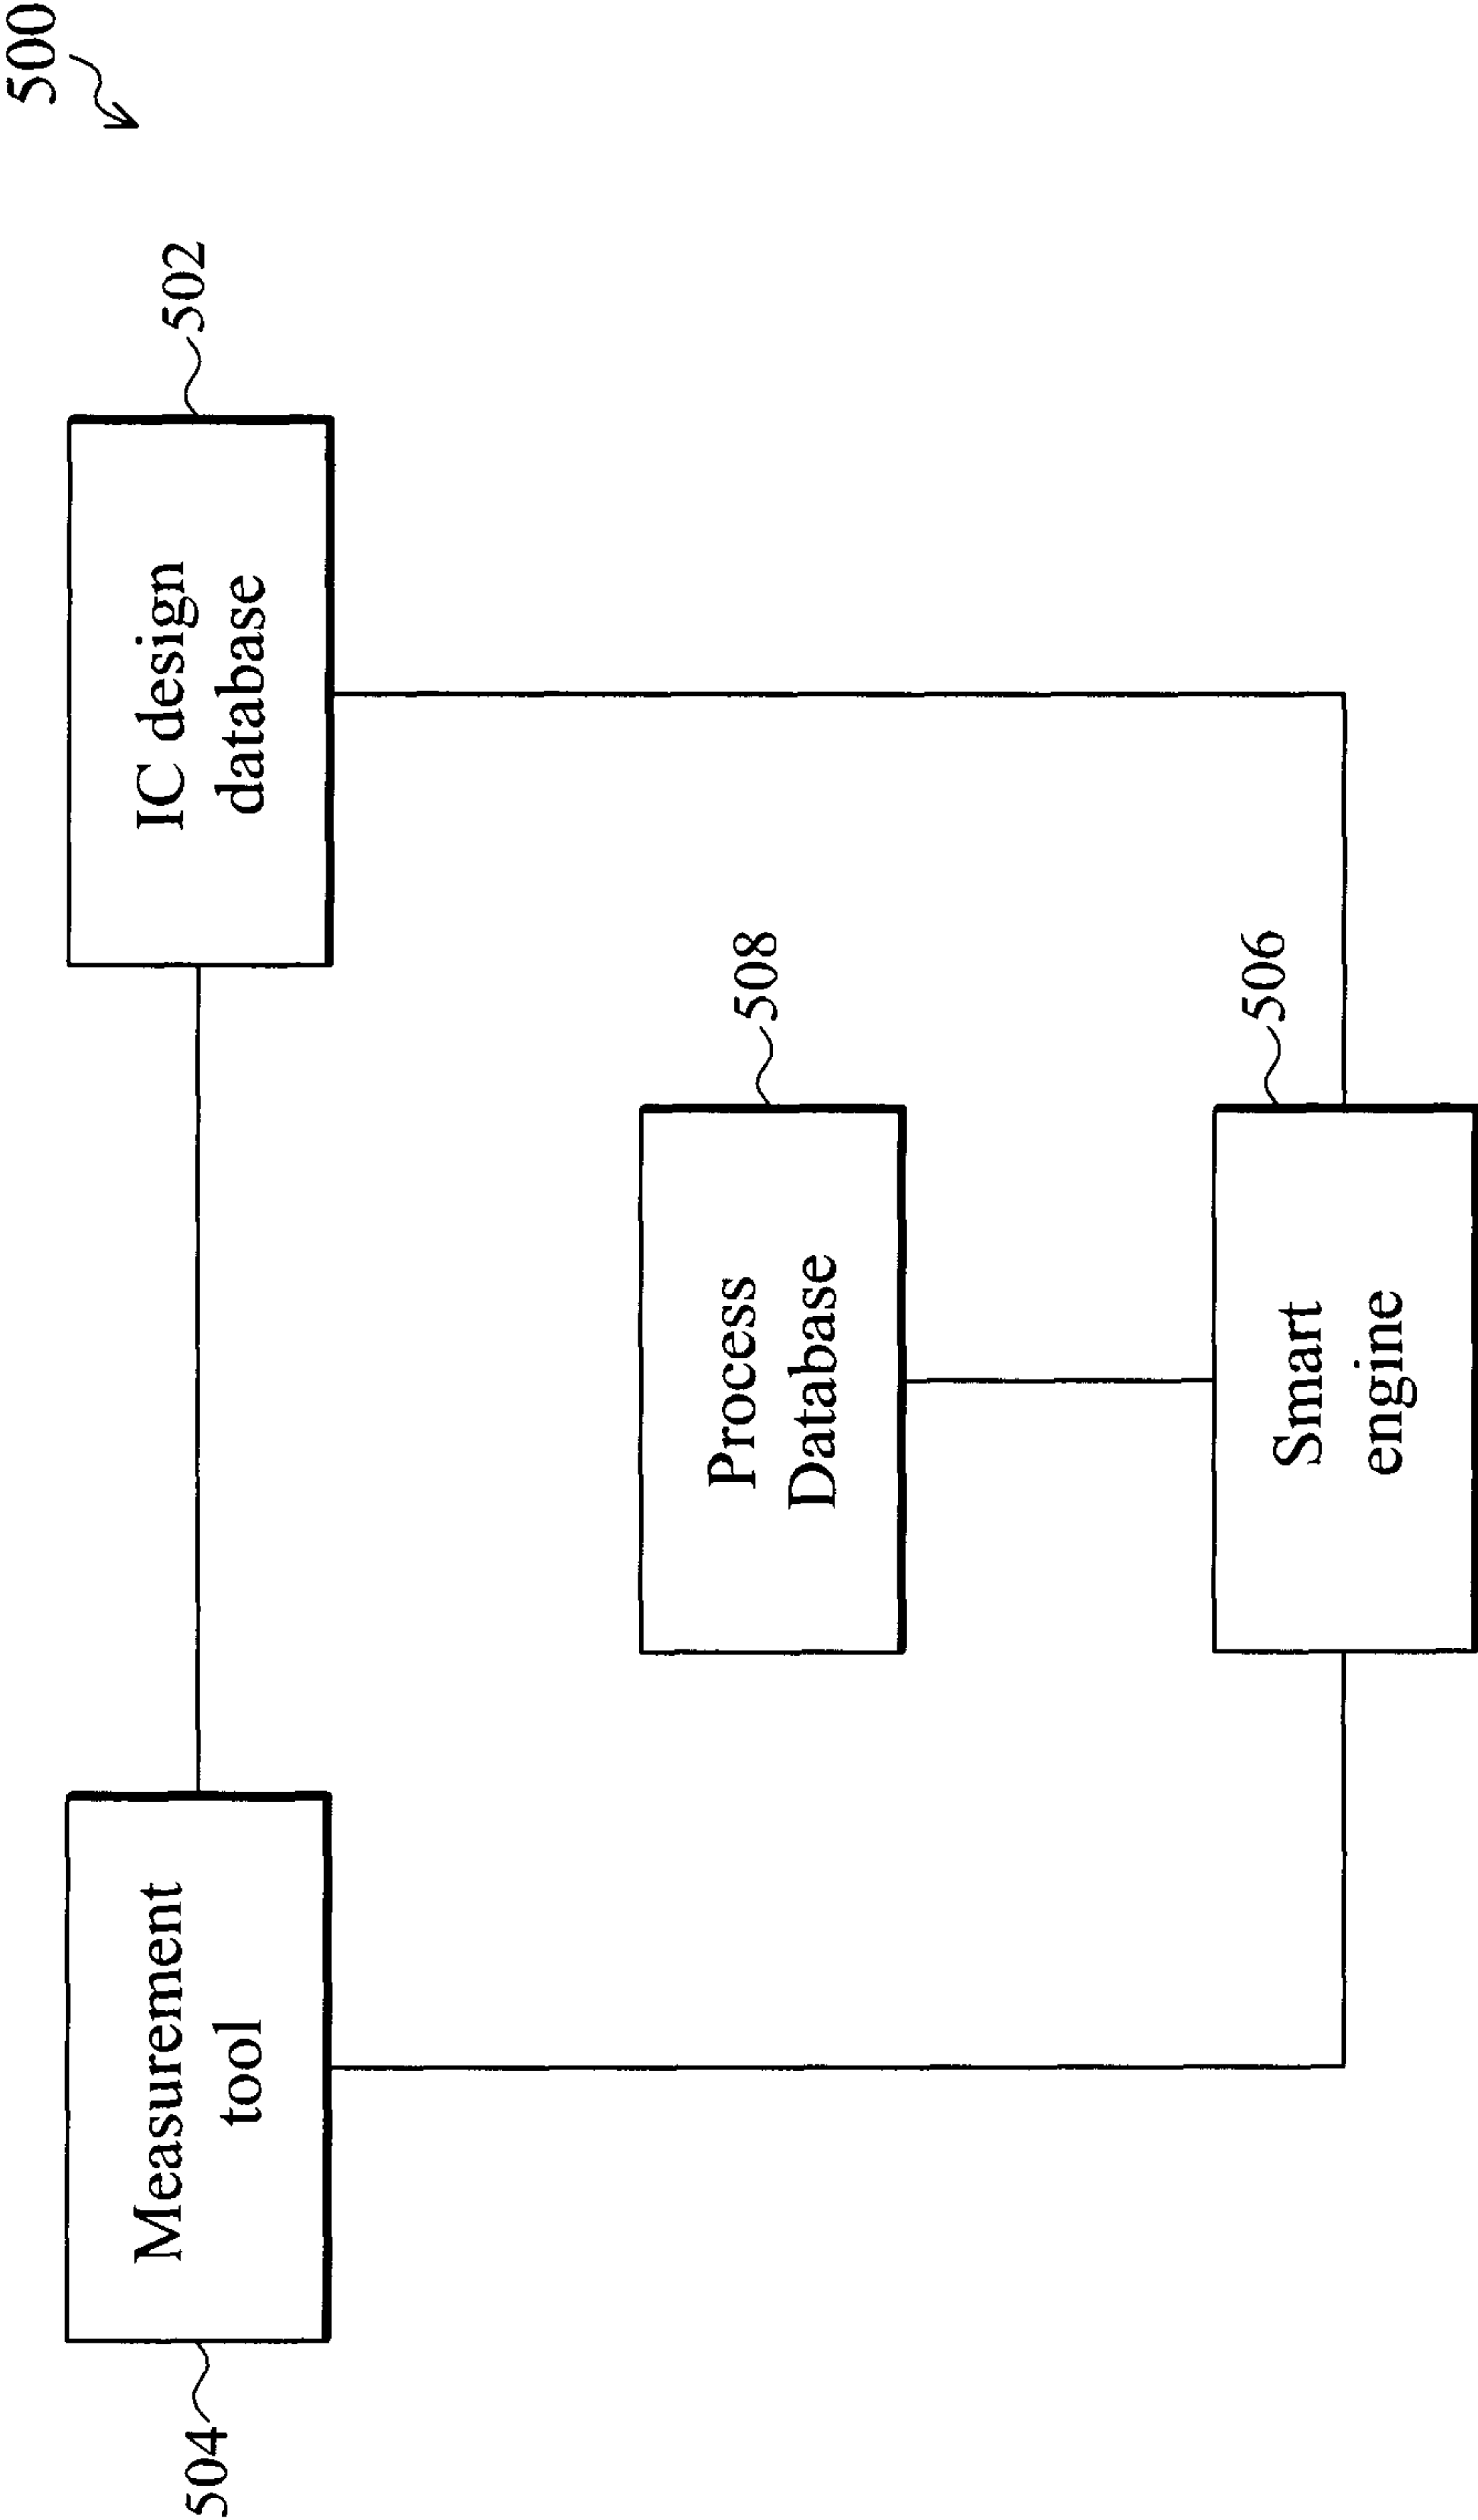 500
504
Measurement
tool
IC design
database
502
Process
Database
508
Smart
engine
506